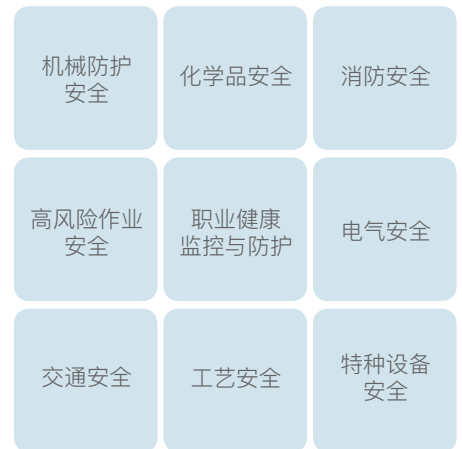 机械防护
安全
化学品安全
消防安全
高风险作业
安全
职业健康
监控与防护
电气安全
交通安全
工艺安全
特种设备
安全